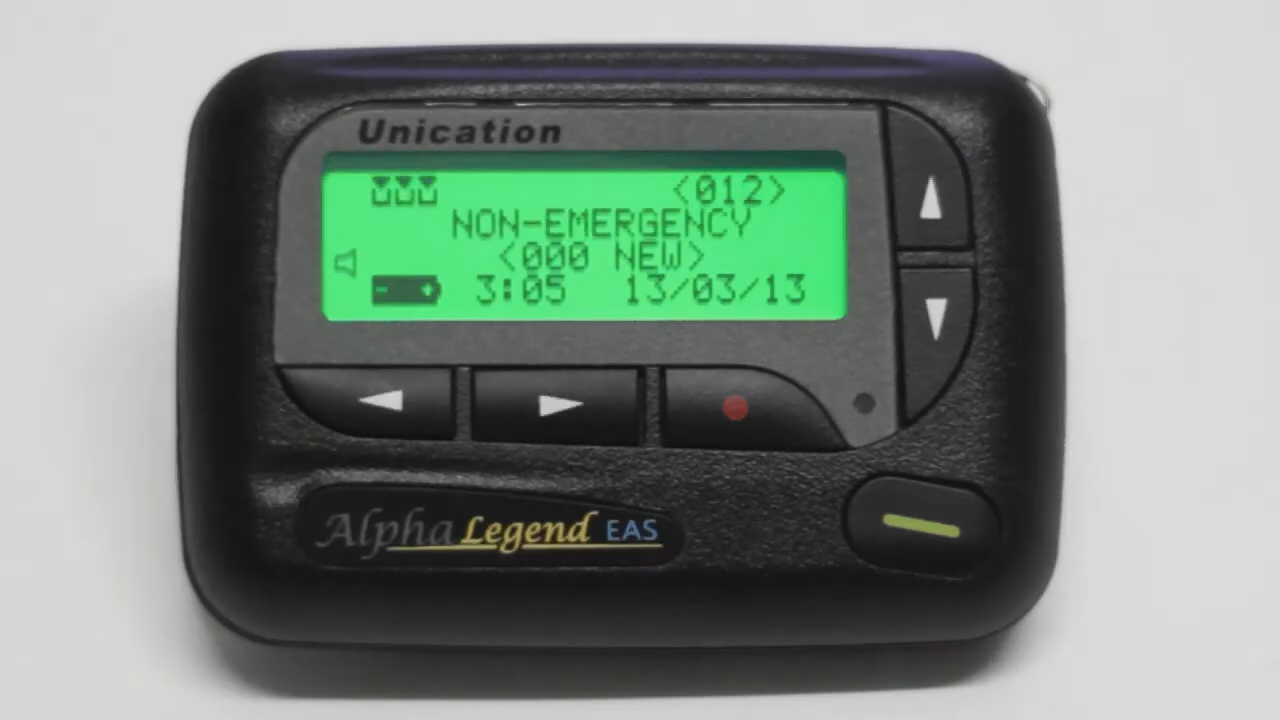 Unication
<012>
NON-EMERGENCY
<000 NEW>
3:05 13/03/13
Alpha Legend EAS